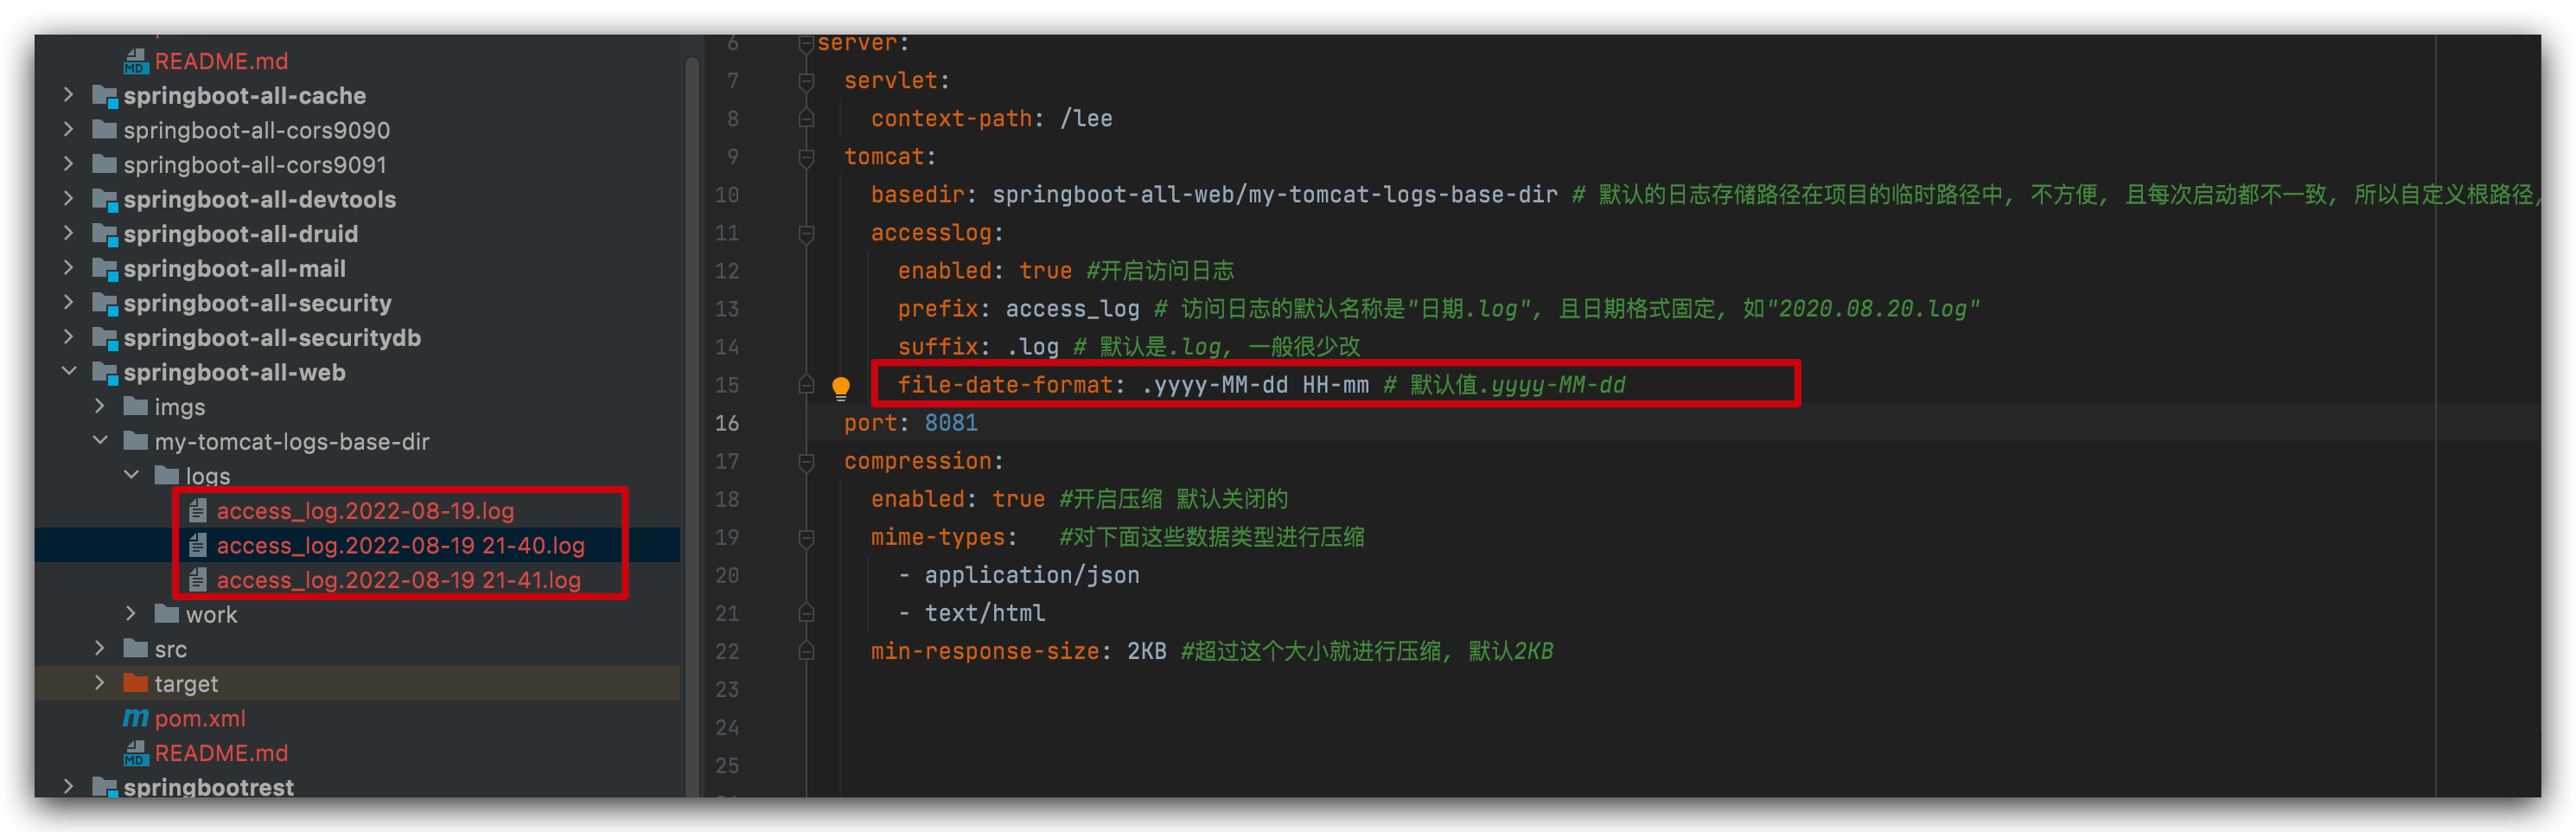 README.md
springboot-all-cache
springboot-all-cors9090
springboot-all-cors9091
springboot-all-devtools
springboot-all-druid
springboot-all-mail
springboot-all-security
springboot-all-securitydb
springboot-all-web
imgs
my-tomcat-logs-base-dir
logs
access_log.2022-08-19.log
access_log.2022-08-19 21-40.log
access_log.2022-08-19 21-41.log
work
src
target
pom.xml
README.md
springbootrest
6 server:
7 servlet:
8 context-path: /lee
9 tomcat:
10 basedir: springboot-all-web/my-tomcat-logs-base-dir # 默认的日志存储路径在项目的临时路径中, 不方便, 且每次启动都不一致, 所以自定义根路径,
11 accesslog:
12 enabled: true #开启访问日志
13 prefix: access_log # 访问日志的默认名称是"日期.log", 且日期格式固定, 如"2020.08.20.log"
14 suffix: .log # 默认是.log, 一般很少改
15 file-date-format: .yyyy-MM-dd HH-mm # 默认值.yyyy-MM-dd
16 port: 8081
17 compression:
18 enabled: true #开启压缩 默认关闭的
19 mime-types: #对下面这些数据类型进行压缩
20 - application/json
21 - text/html
22 min-response-size: 2KB #超过这个大小就进行压缩, 默认2KB
23
24
25